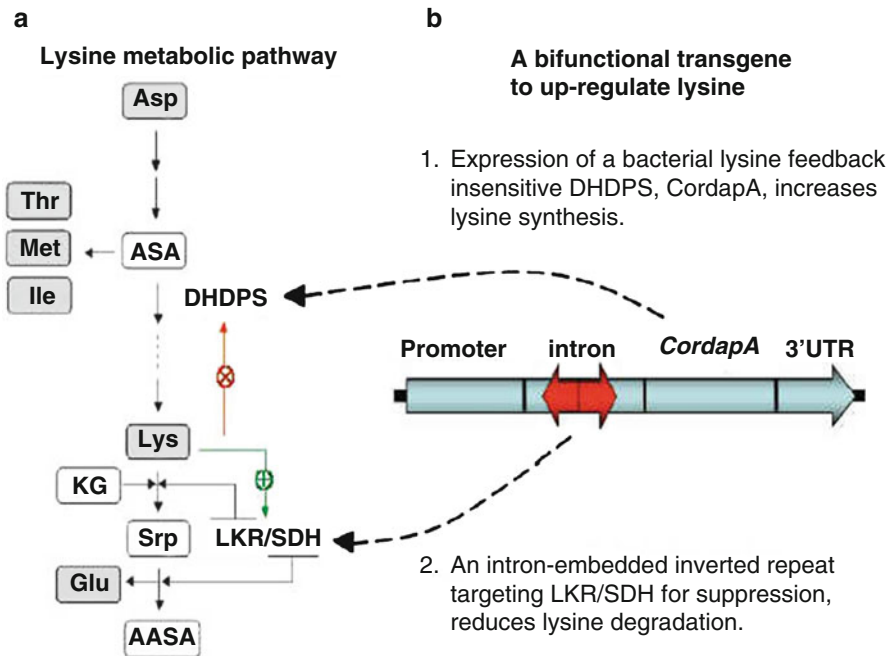 a
Lysine metabolic pathway
Asp
Thr
Met
Ile
ASA
DHDPS
Lys
KG
Srp
LKR/SDH
Glu
AASA
b
A bifunctional transgene
to up-regulate lysine
1. Expression of a bacterial lysine feedback
insensitive DHDPS, CordapA, increases
lysine synthesis.
Promoter intron CordapA 3'UTR
2. An intron-embedded inverted repeat
targeting LKR/SDH for suppression,
reduces lysine degradation.